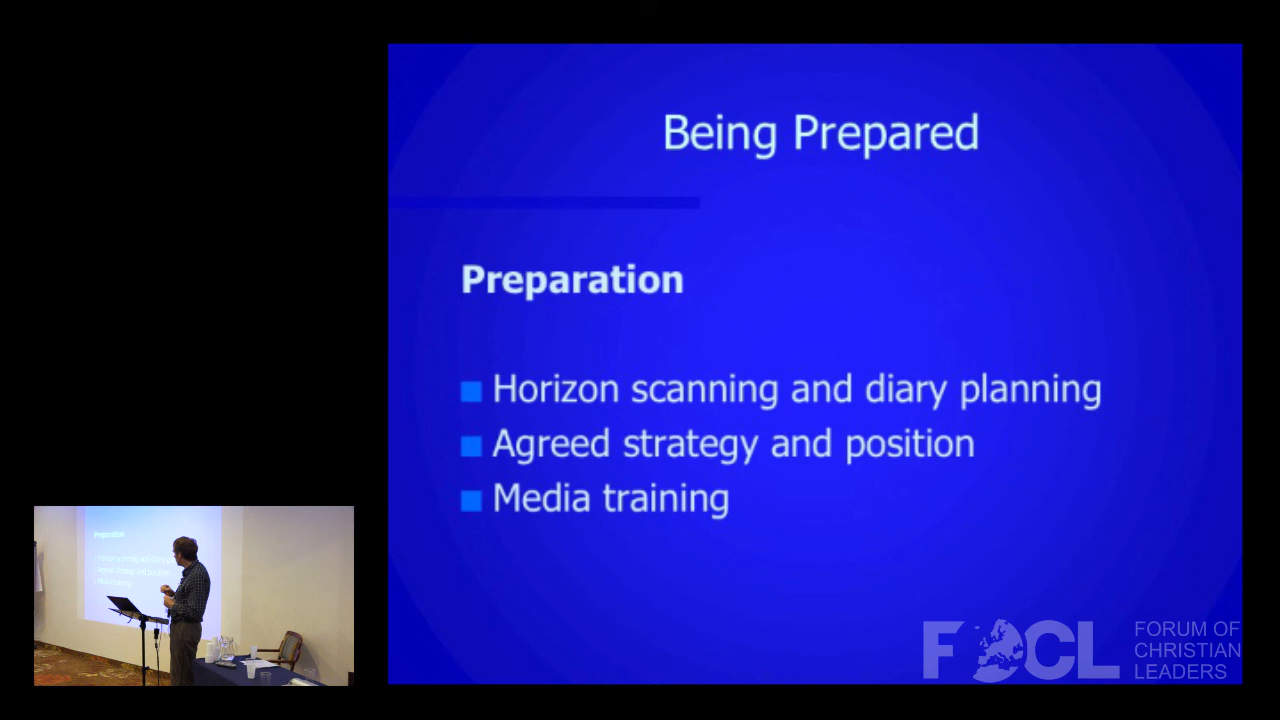 Being Prepared
Preparation
Horizon scanning and diary planning
Agreed strategy and position
Media training
Preparation
FOCL
FORUM OF
CHRISTIAN
LEADERS